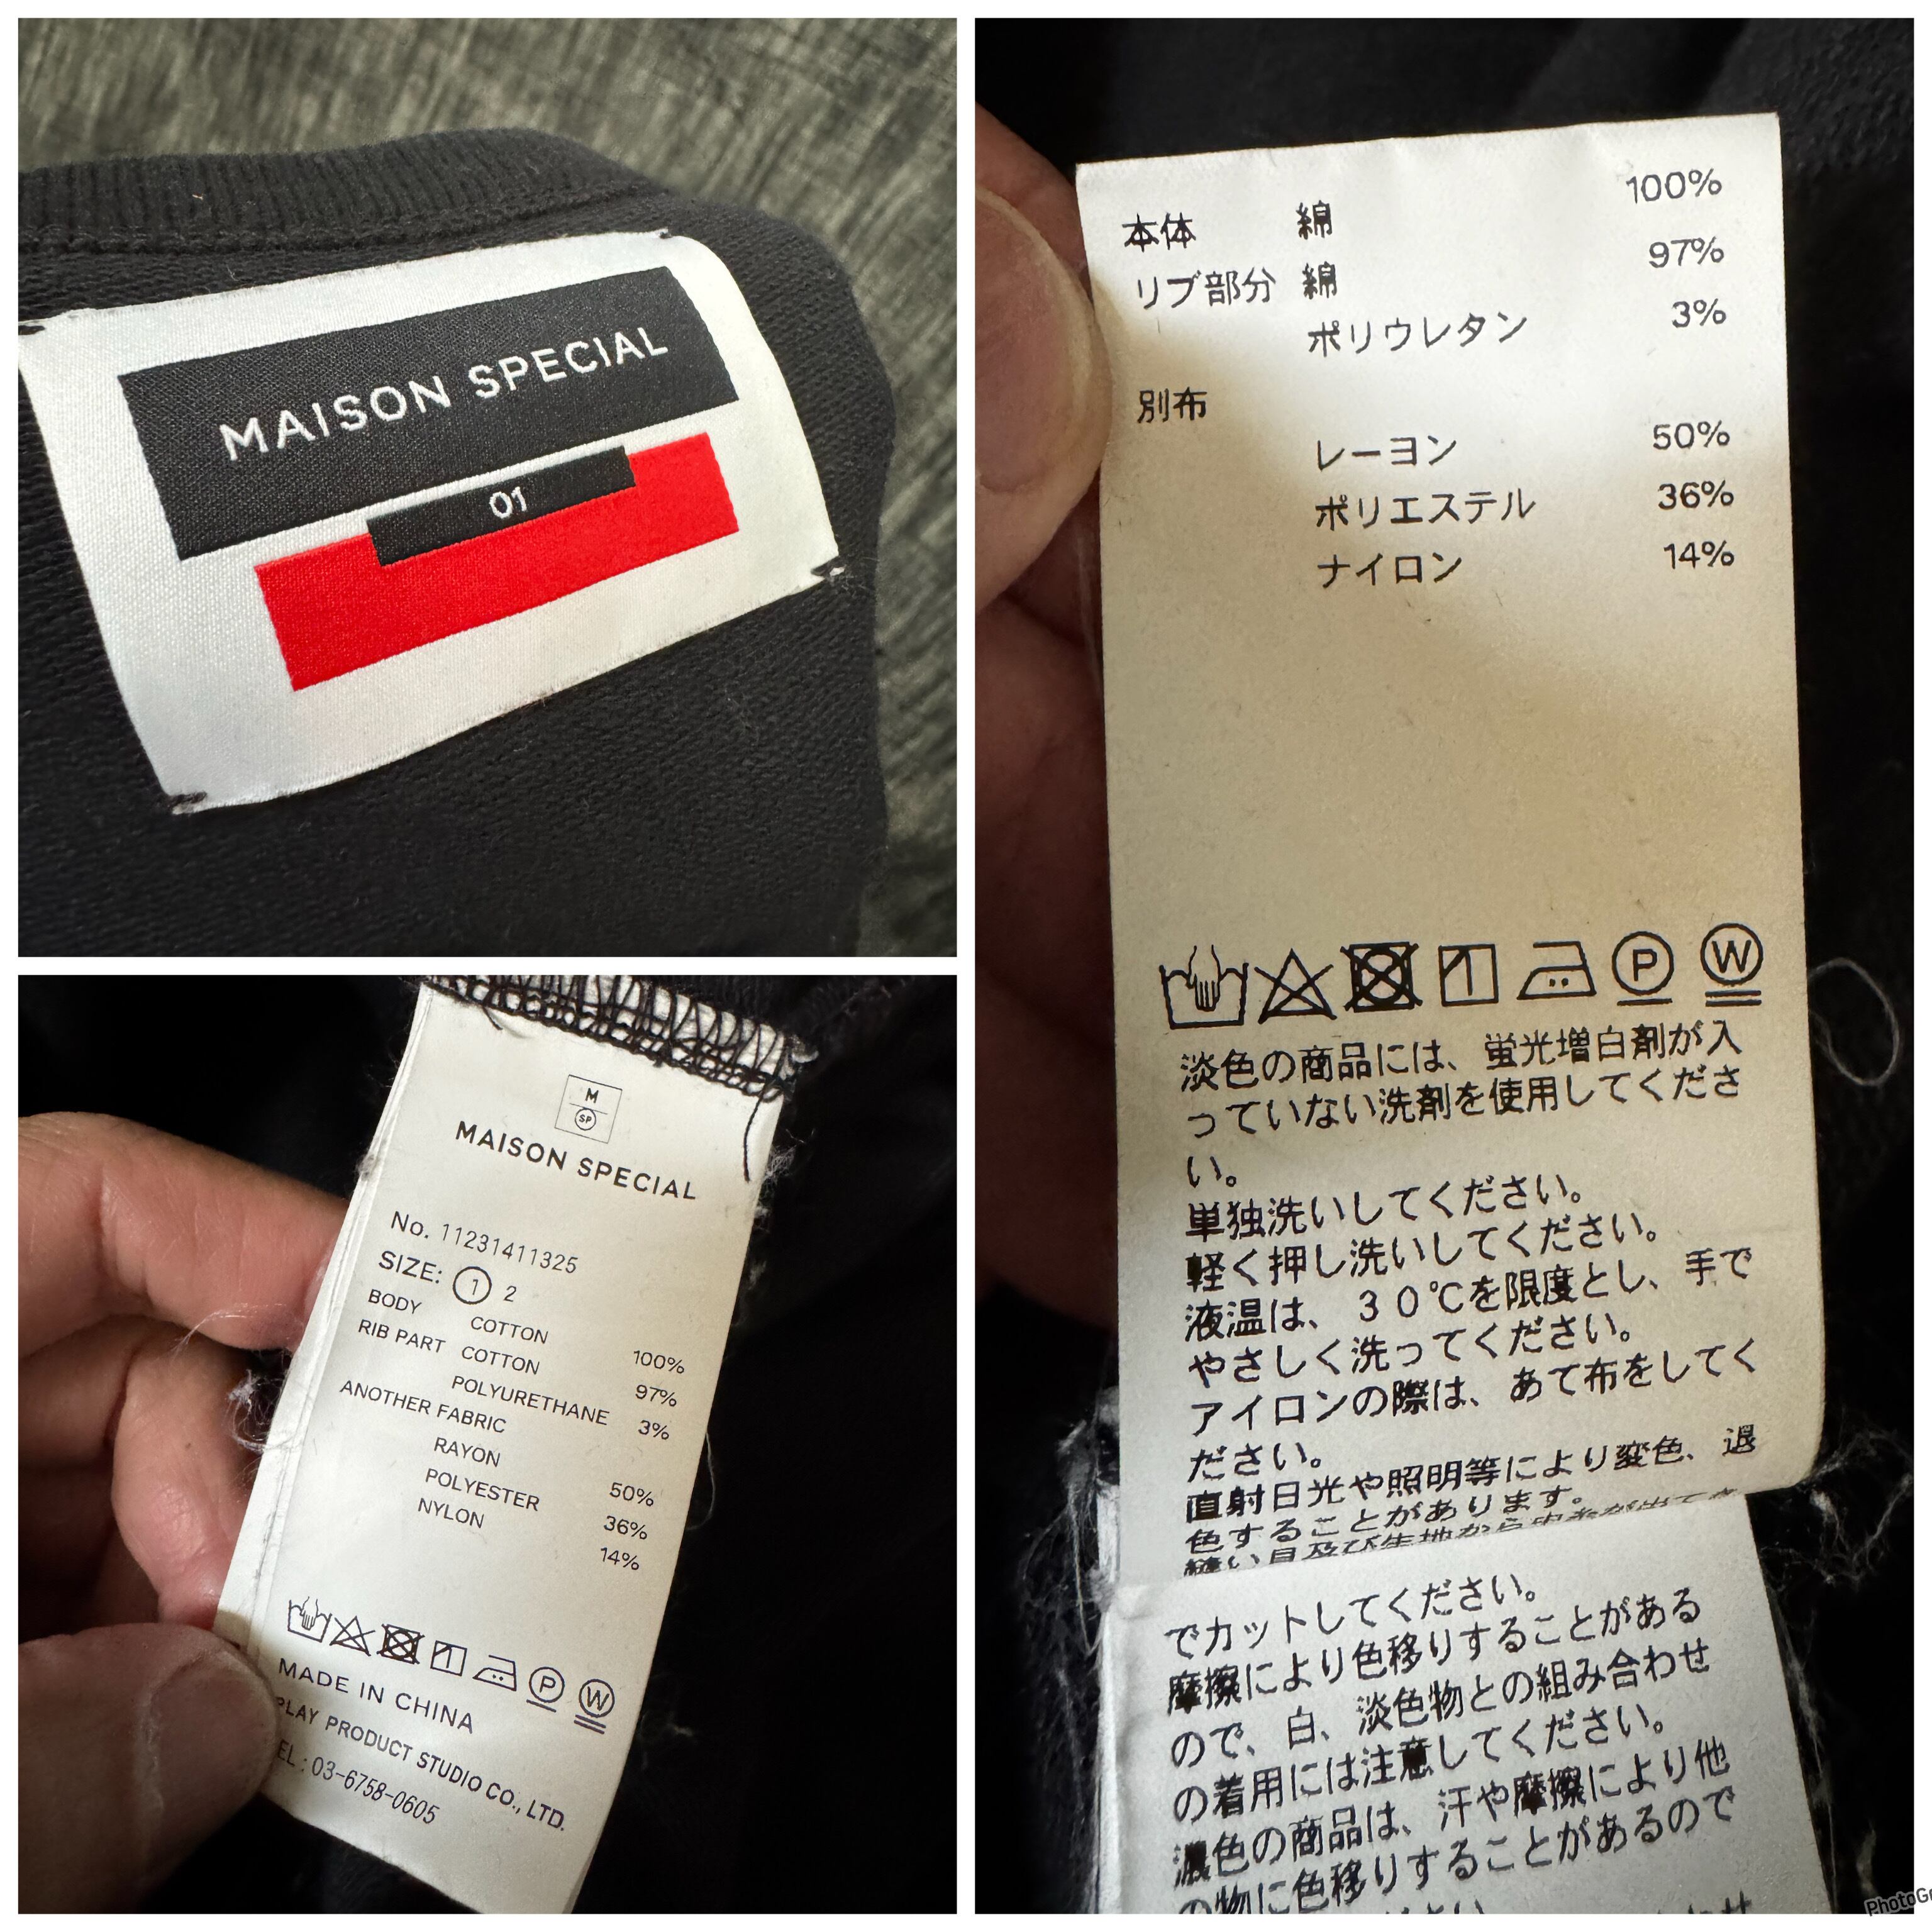 MAISON SPECIAL
01
M
SP
MAISON SPECIAL
No. 11231411325
SIZE: 1 2
BODY COTTON 100%
RIB PART COTTON 97%
POLYURETHANE 3%
ANOTHER FABRIC
RAYON 50%
POLYESTER 36%
NYLON 14%
P W
MADE IN CHINA
PLAY PRODUCT STUDIO CO., LTD.
EL : 03-6758-0605
本体 綿 100%
リブ部分 綿 97%
ポリウレタン 3%
別布
レーヨン 50%
ポリエステル 36%
ナイロン 14%
P W
淡色の商品には、蛍光増白剤が入
っていない洗剤を使用してくださ
い。
単独洗いしてください。
軽く押し洗いしてください。
液温は、30℃を限度とし、手で
やさしく洗ってください。
アイロンの際は、あて布をしてく
ださい。
直射日光や照明等により変色、退
色することがあります。
縫い目及び生地から
でカットしてください。
摩擦により色移りすることがある
ので、白、淡色物との組み合わせ
の着用には注意してください。
濃色の商品は、汗や摩擦により他
の物に色移りすることがあるので